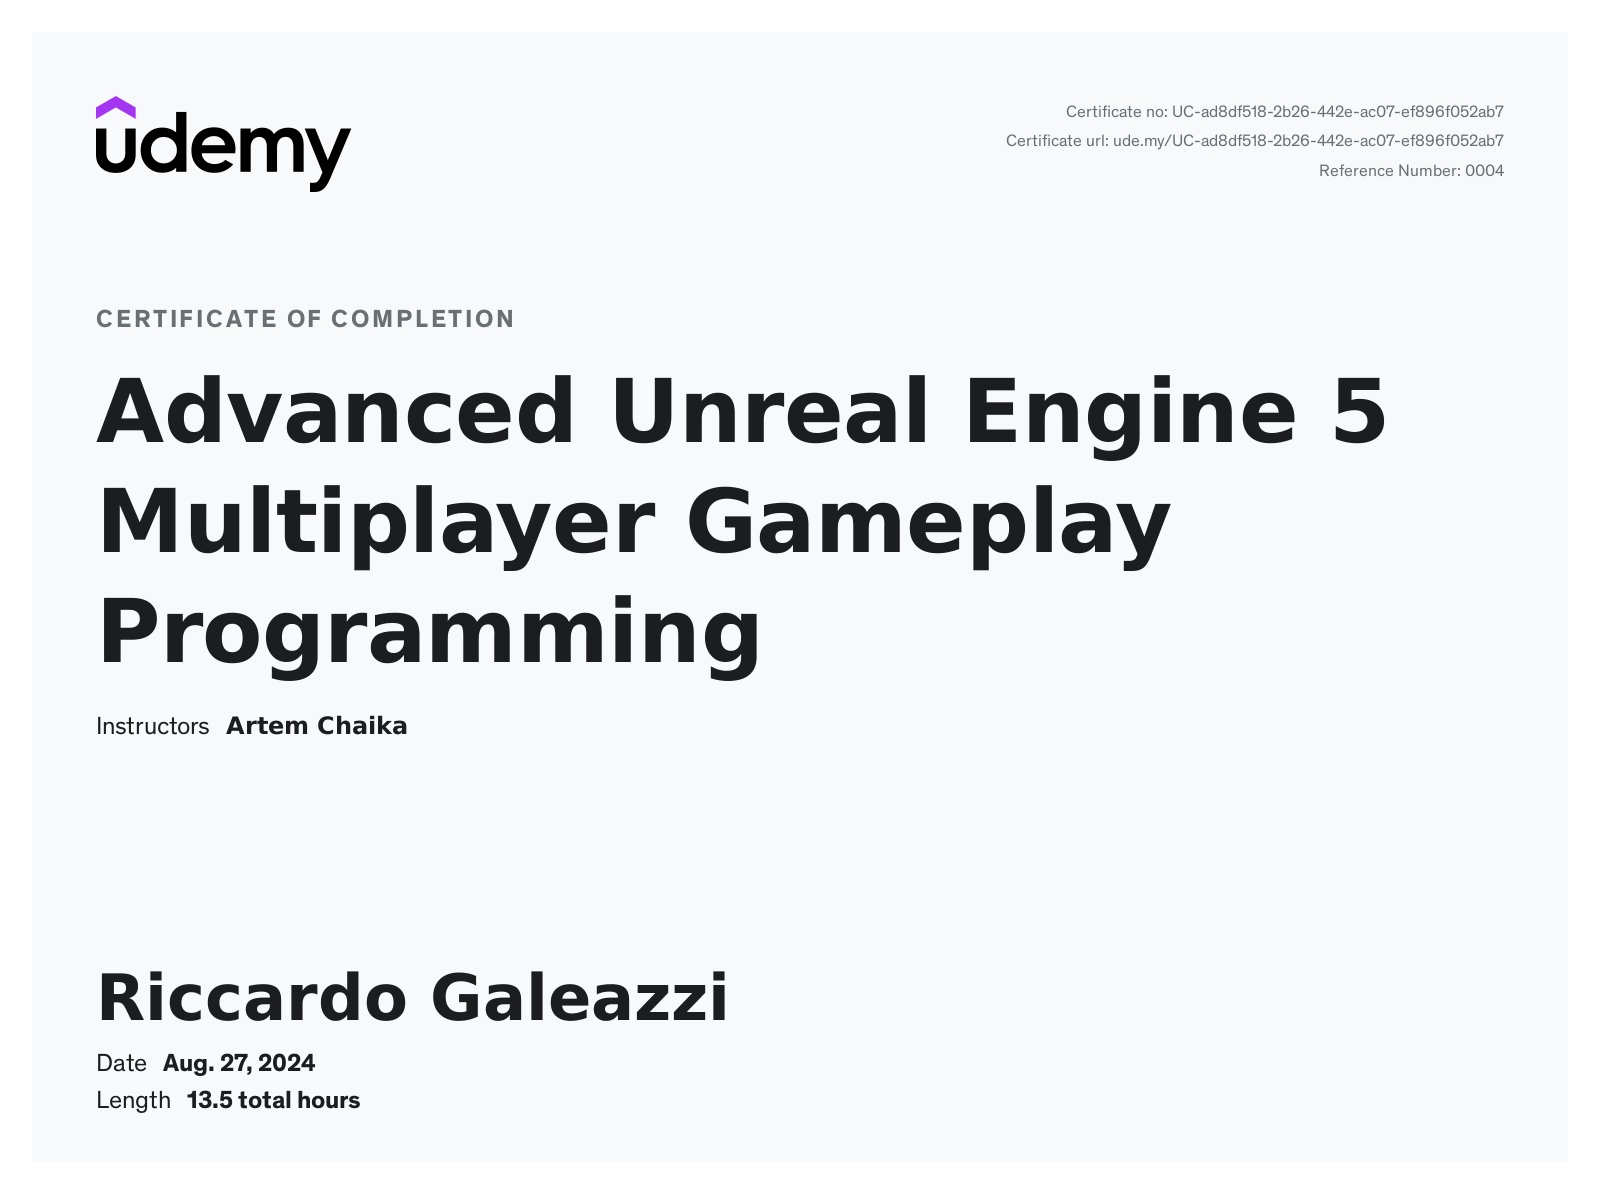 udemy
Certificate no: UC-ad8df518-2b26-442e-ac07-ef896f052ab7
Certificate url: ude.my/UC-ad8df518-2b26-442e-ac07-ef896f052ab7
Reference Number: 0004
CERTIFICATE OF COMPLETION
Advanced Unreal Engine 5
Multiplayer Gameplay
Programming
Instructors Artem Chaika
Riccardo Galeazzi
Date Aug. 27, 2024
Length 13.5 total hours